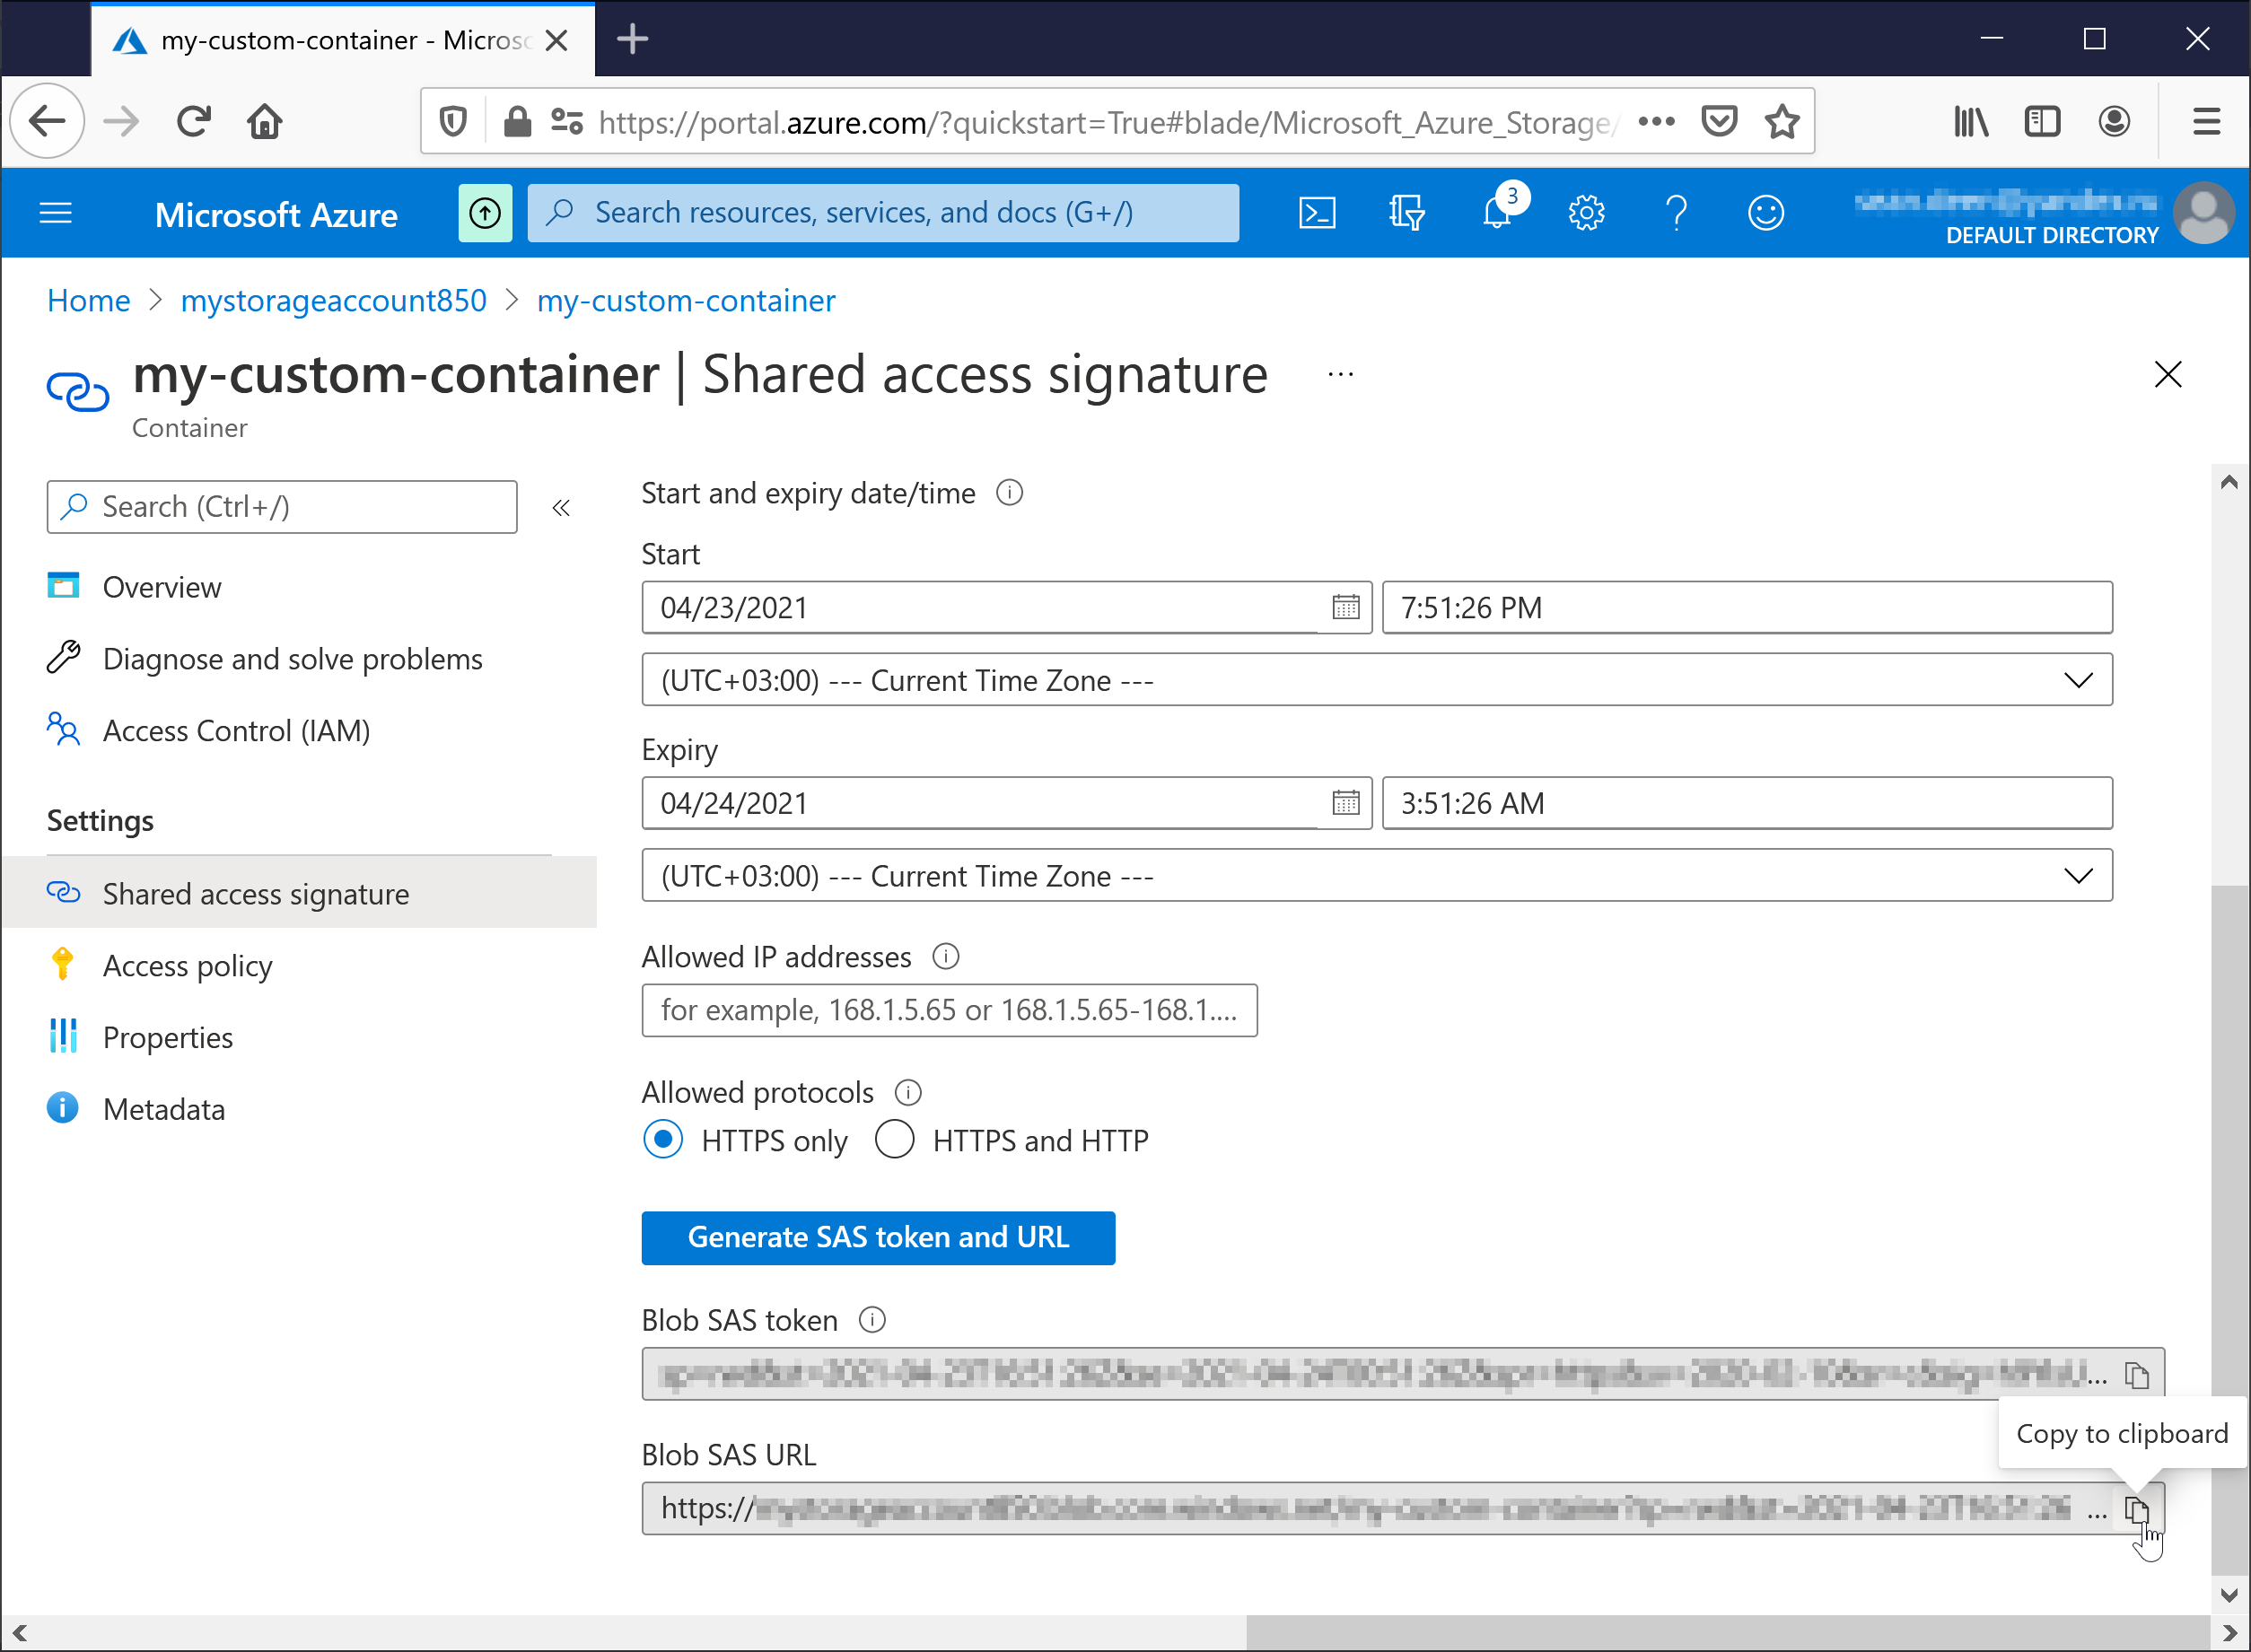 my-custom-container - Micros
https://portal.azure.com/?quickstart=True#blade/Microsoft_Azure_Storage/
Microsoft Azure
Search resources, services, and docs (G+/)
3
DEFAULT DIRECTORY
Home > mystorageaccount850 > my-custom-container
my-custom-container | Shared access signature ...
Container
Search (Ctrl+/)
«
Overview
Diagnose and solve problems
Access Control (IAM)
Settings
Shared access signature
Access policy
Properties
Metadata
Start and expiry date/time
Start
04/23/2021 7:51:26 PM
(UTC+03:00) --- Current Time Zone ---
Expiry
04/24/2021 3:51:26 AM
(UTC+03:00) --- Current Time Zone ---
Allowed IP addresses
for example, 168.1.5.65 or 168.1.5.65-168.1....
Allowed protocols
HTTPS only HTTPS and HTTP
Generate SAS token and URL
Blob SAS token
...
Copy to clipboard
Blob SAS URL
https:// ...